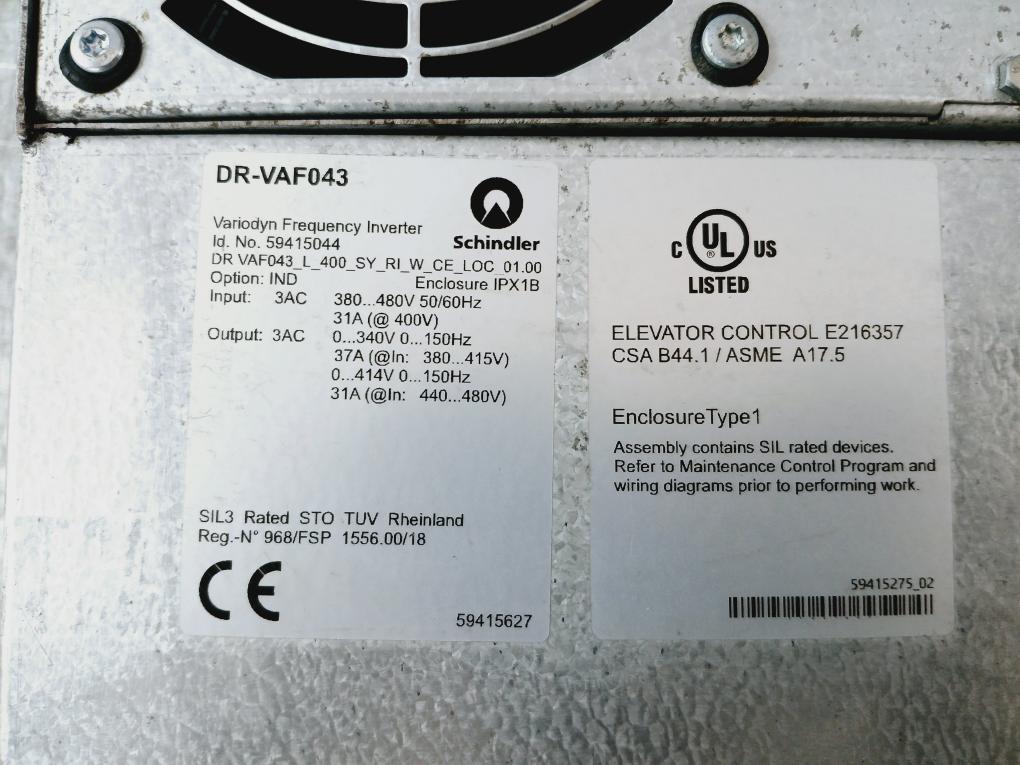 DR-VAF043
Schindler
Variodyn Frequency Inverter
Id. No. 59415044
DR VAF043_L_400_SY_RI_W_CE_LOC_01.00
Option: IND Enclosure IPX1B
Input: 3AC 380...480V 50/60Hz
31A (@ 400V)
Output: 3AC 0...340V 0...150Hz
37A (@In: 380...415V)
0...414V 0...150Hz
31A (@In: 440...480V)
SIL3 Rated STO TUV Rheinland
Reg.-N° 968/FSP 1556.00/18
CE
59415627
C UL US
®
LISTED
ELEVATOR CONTROL E216357
CSA B44.1 / ASME A17.5
EnclosureType1
Assembly contains SIL rated devices.
Refer to Maintenance Control Program and
wiring diagrams prior to performing work.
59415275_02